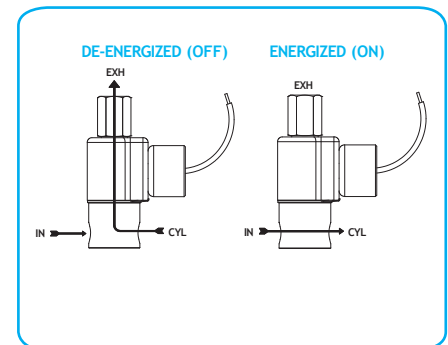 DE-ENERGIZED (OFF)
EXH
IN
CYL
ENERGIZED (ON)
EXH
IN
CYL